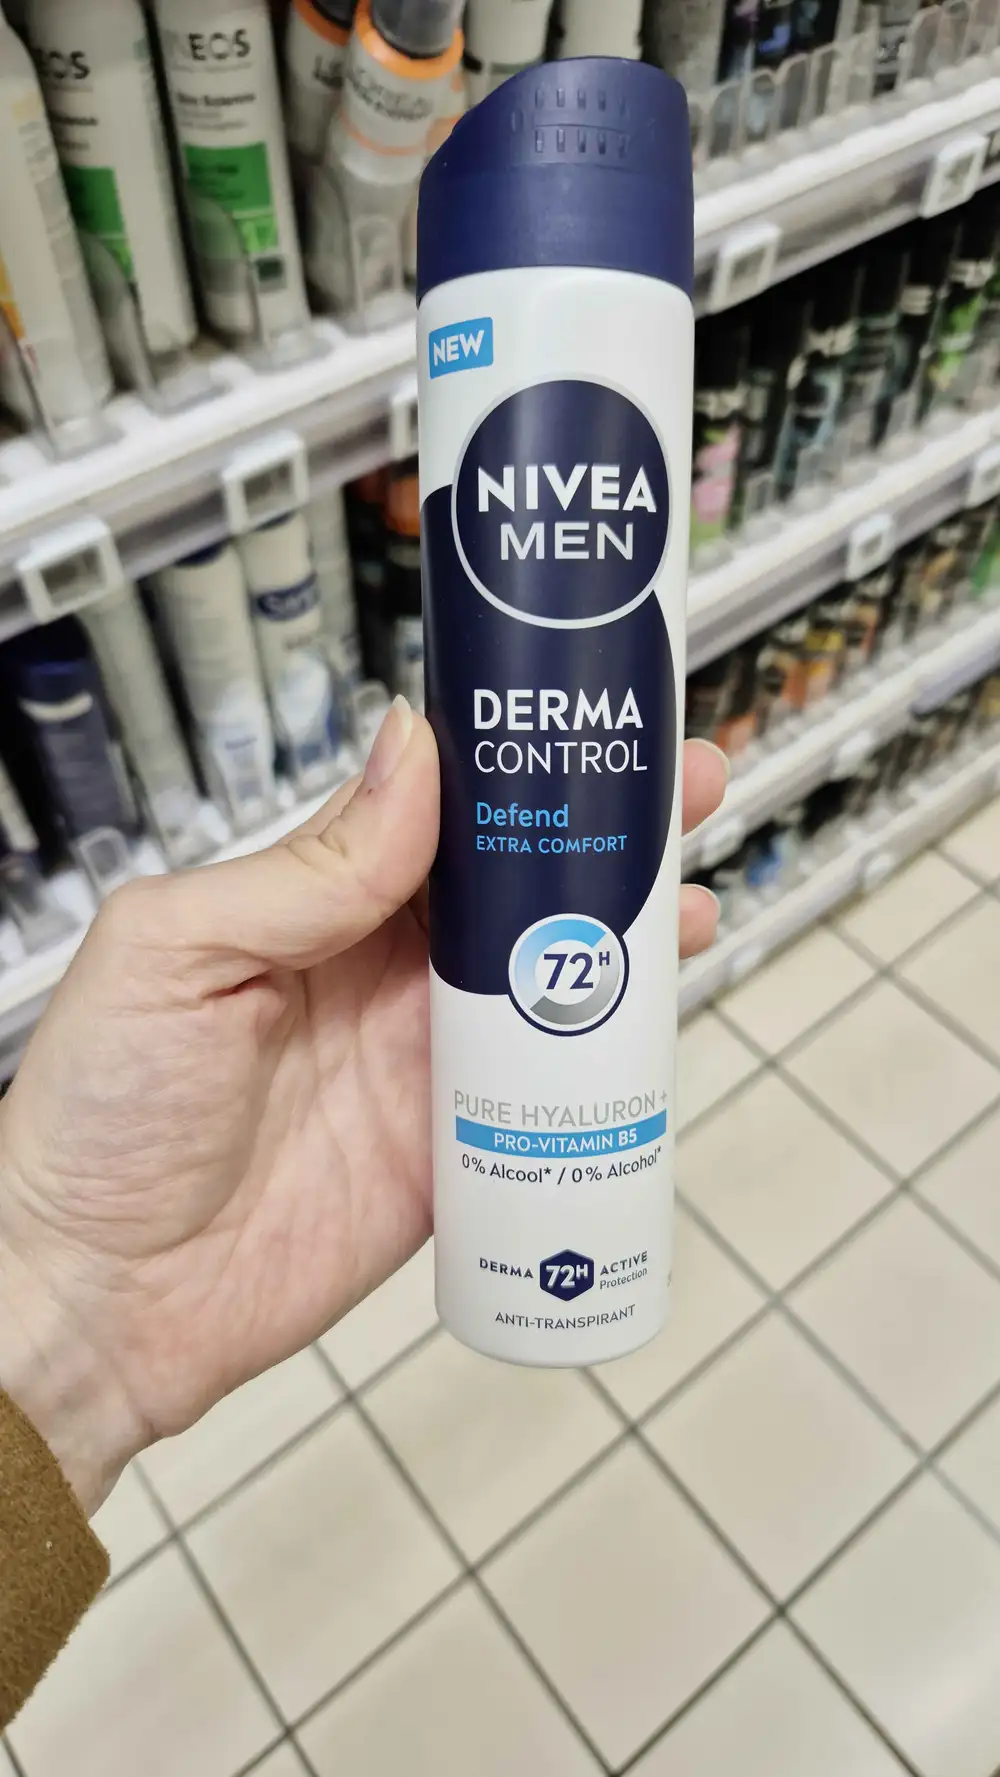 NEOS
NEW
NIVEA
MEN
DERMA
CONTROL
Defend
EXTRA COMFORT
72H
PURE HYALURON +
PRO-VITAMIN B5
0% Alcool* / 0% Alcohol*
DERMA 72H ACTIVE
Protection
ANTI-TRANSPIRANT